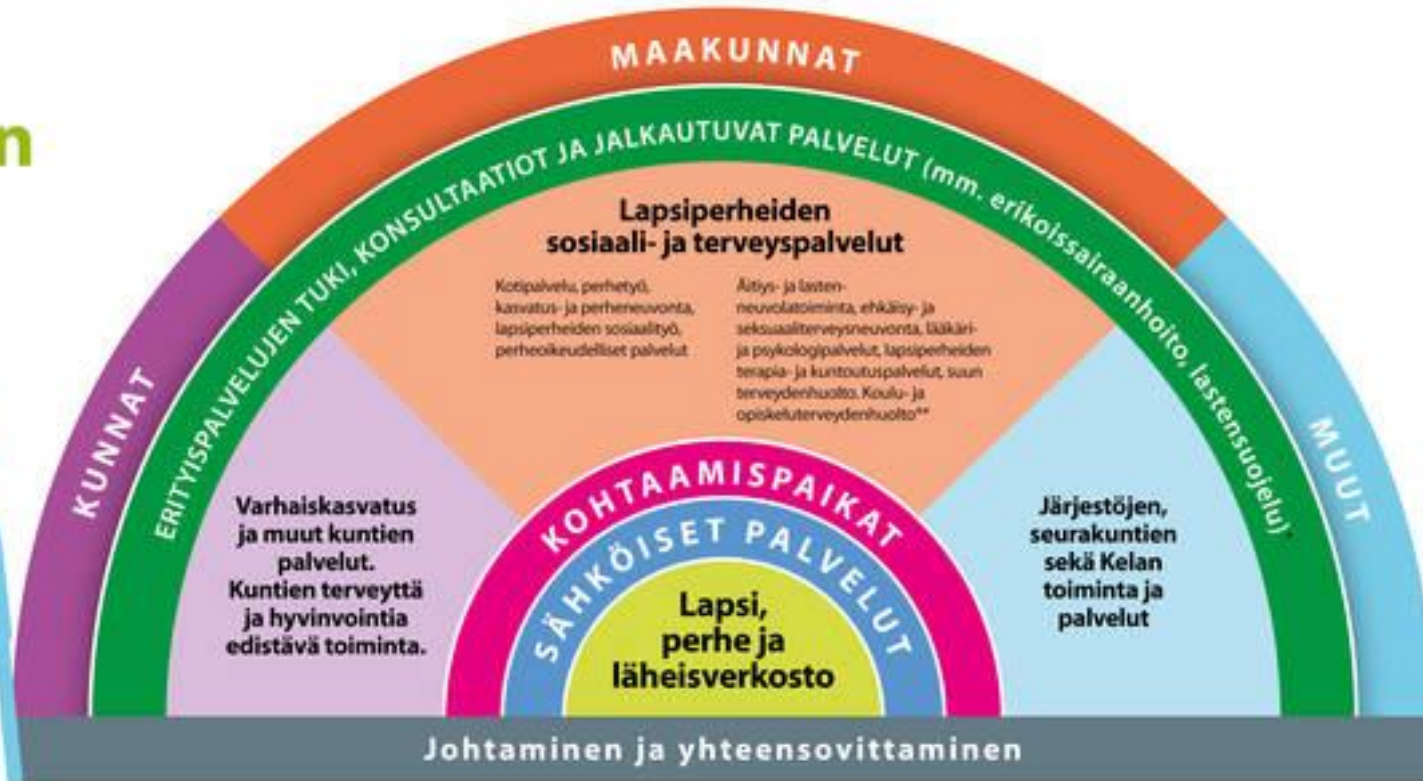 n
MAAKUNNAT
KUNNAT
MUUT
ERITYISPALVELUJEN TUKI, KONSULTAATIOT JA JALKAUTUVAT PALVELUT (mm. erikoissairaanhoito, lastensuojelu)*
Lapsiperheiden
sosiaali- ja terveyspalvelut
Kotipalvelu, perhetyö,
kasvatus- ja perheneuvonta,
lapsiperheiden sosiaalityö,
perheoikeudelliset palvelut
Äitiys- ja lasten-
neuvolatoiminta, ehkäisy- ja
seksuaaliterveysneuvonta, lääkäri-
ja psykologipalvelut, lapsiperheiden
terapia- ja kuntoutuspalvelut, suun
terveydenhuolto. Koulu- ja
opiskeluterveydenhuolto**
Varhaiskasvatus
ja muut kuntien
palvelut.
Kuntien terveyttä
ja hyvinvointia
edistävä toiminta.
Järjestöjen,
seurakuntien
sekä Kelan
toiminta ja
palvelut
KOHTAAMISPAIKAT
SÄHKÖISET PALVELUT
Lapsi,
perhe ja
läheisverkosto
Johtaminen ja yhteensovittaminen